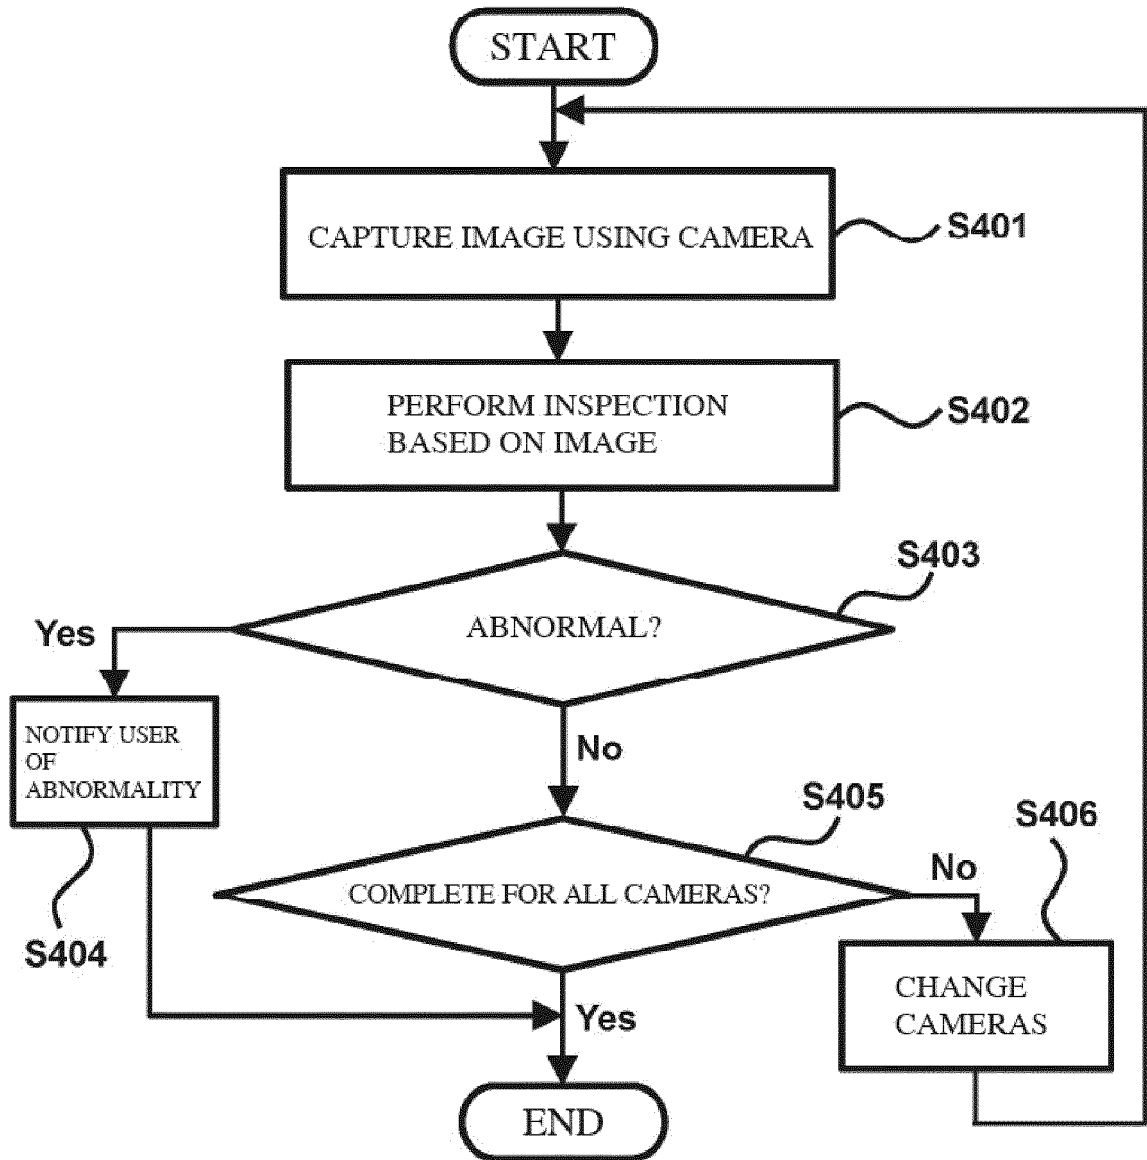 START
CAPTURE IMAGE USING CAMERA
S401
PERFORM INSPECTION
BASED ON IMAGE
S402
S403
ABNORMAL?
Yes
NOTIFY USER
OF
ABNORMALITY
S404
No
S405
COMPLETE FOR ALL CAMERAS?
No
S406
CHANGE
CAMERAS
Yes
END